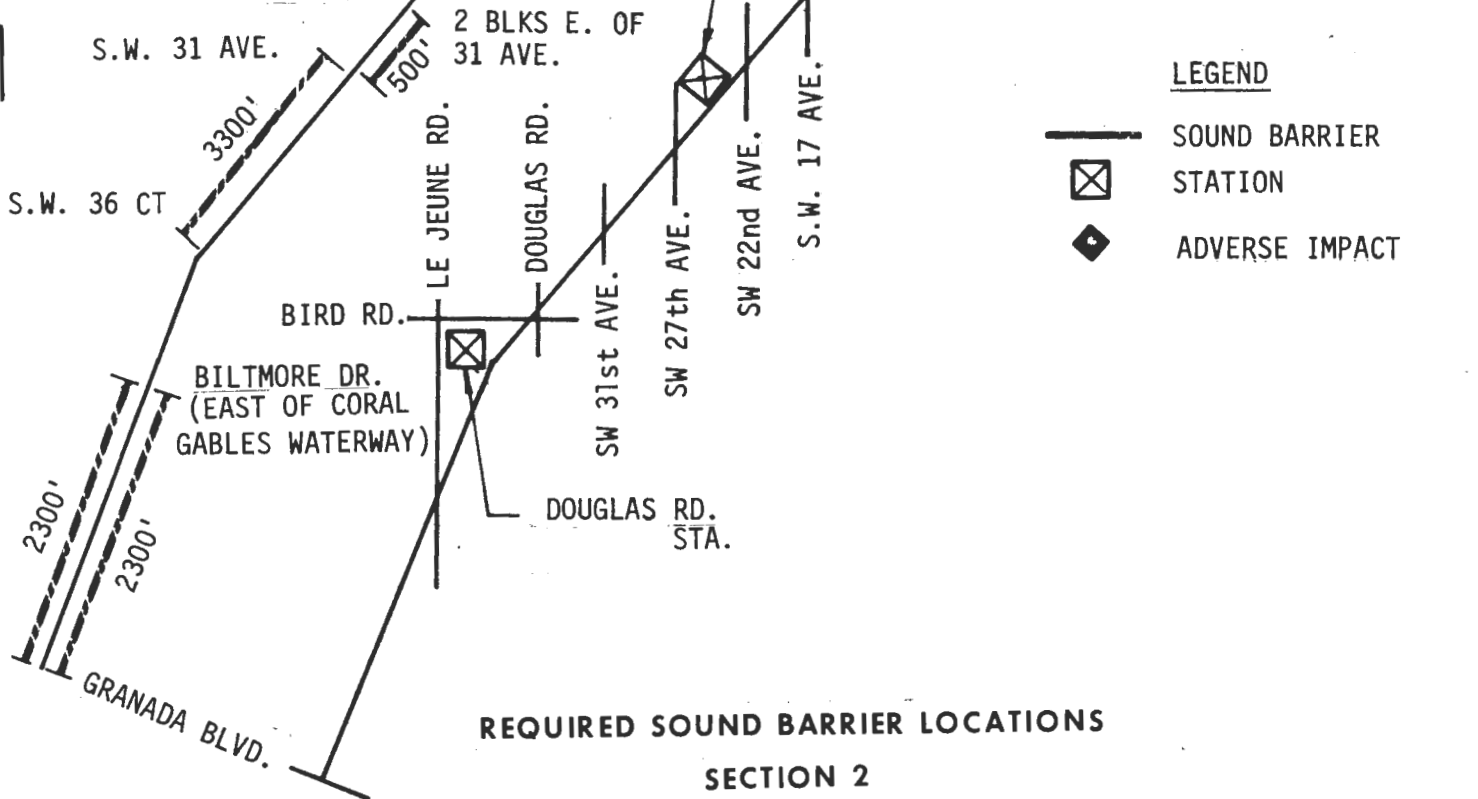 2 BLKS E. OF
31 AVE.
S.W. 31 AVE.
500'
3300'
S.W. 36 CT
LE JEUNE RD.
DOUGLAS RD.
SW 31st AVE.
SW 27th AVE.
SW 22nd AVE.
S.W. 17 AVE.
BIRD RD.
BILTMORE DR.
(EAST OF CORAL
GABLES WATERWAY)
2300'
2300'
DOUGLAS RD.
STA.
GRANADA BLVD.
LEGEND
SOUND BARRIER
STATION
ADVERSE IMPACT
REQUIRED SOUND BARRIER LOCATIONS
SECTION 2